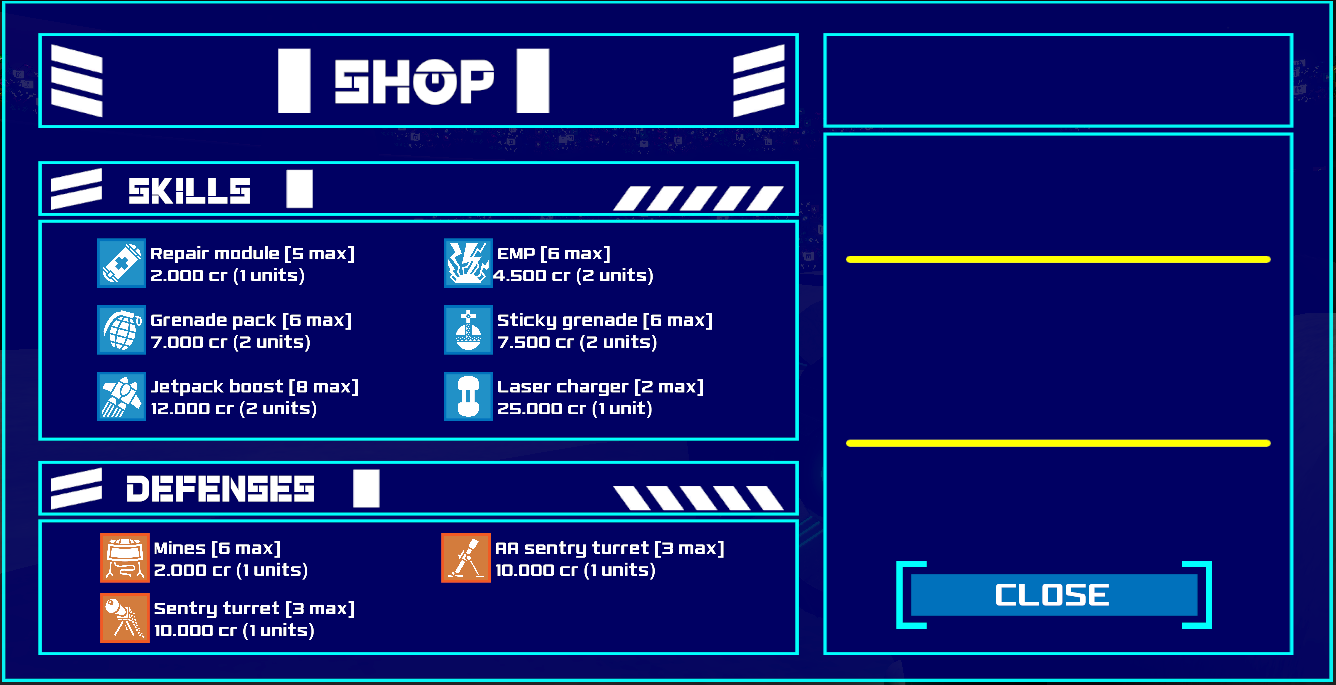 SHOP
SKILLS
Repair module [5 max]
2.000 cr (1 units)
EMP [6 max]
4.500 cr (2 units)
Grenade pack [6 max]
7.000 cr (2 units)
Sticky grenade [6 max]
7.500 cr (2 units)
Jetpack boost [8 max]
12.000 cr (2 units)
Laser charger [2 max]
25.000 cr (1 unit)
DEFENSES
Mines [6 max]
2.000 cr (1 units)
AA sentry turret [3 max]
10.000 cr (1 units)
Sentry turret [3 max]
10.000 cr (1 units)
CLOSE